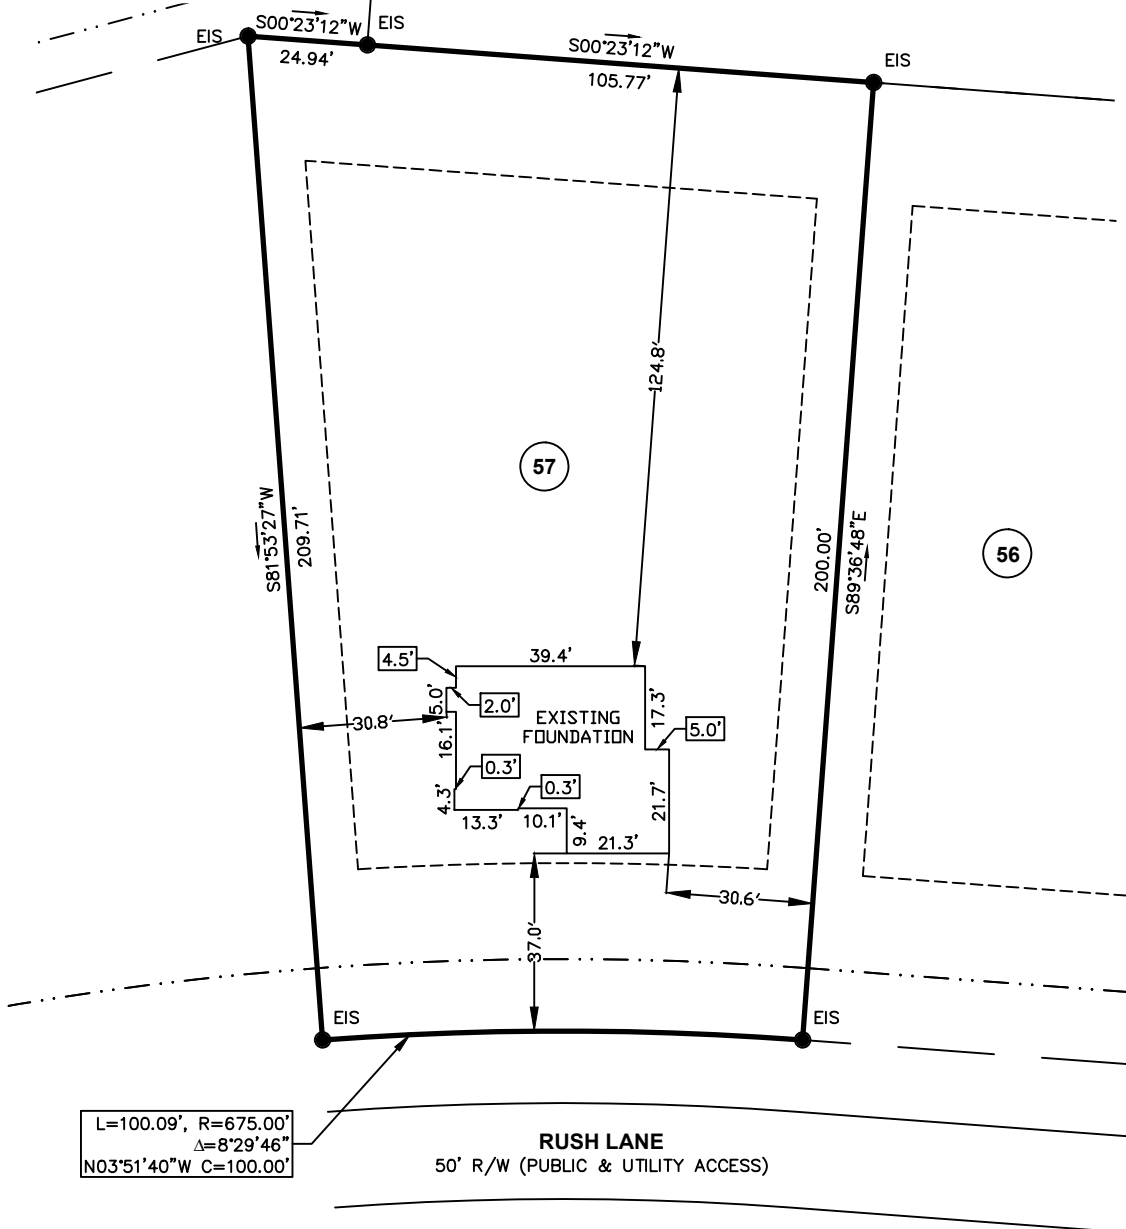 EIS
S00°23'12"W
EIS
24.94'
S00°23'12"W
105.77'
EIS
124.8'
57
56
S81°53'27"W
209.71'
200.00'
S89°36'48"E
4.5'
39.4'
5.0'
2.0'
30.8'
16.1'
EXISTING
FOUNDATION
17.3'
5.0'
0.3'
0.3'
4.3'
13.3'
10.1'
9.4'
21.3'
21.7'
30.6'
37.0'
EIS
EIS
L=100.09', R=675.00'
Δ=8°29'46"
N03°51'40"W C=100.00'
RUSH LANE
50' R/W (PUBLIC & UTILITY ACCESS)